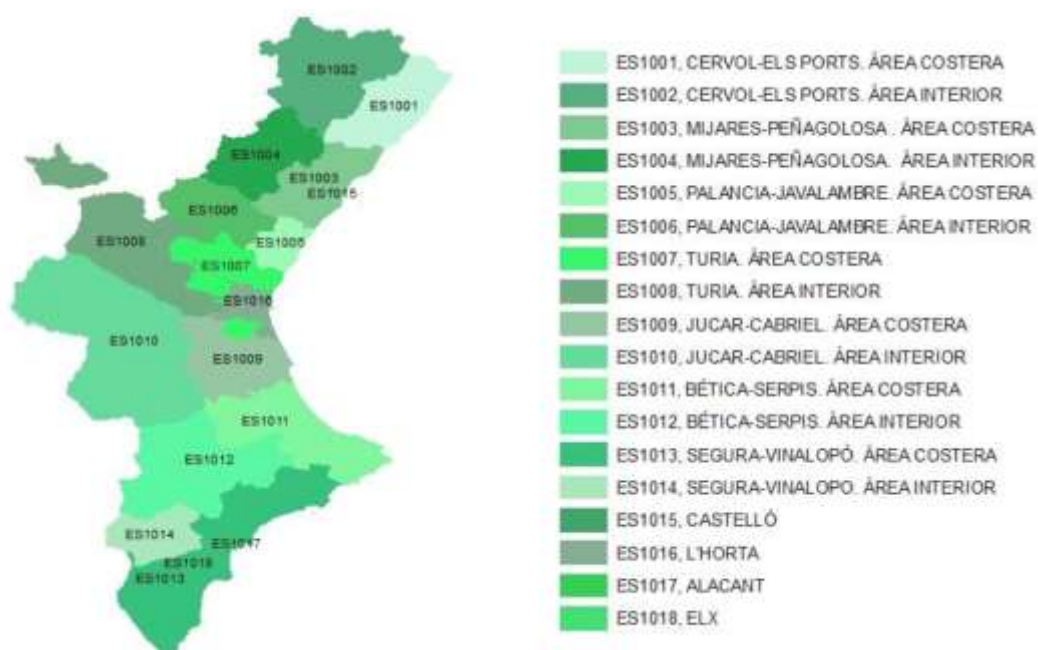 ES1002
ES1001
ES1004
ES1003
ES1015
ES1006
ES1008
ES1005
ES1007
ES1016
ES1010
ES1009
ES1011
ES1012
ES1014
ES1017
ES1018
ES1013
ES1001, CERVOL-ELS PORTS. ÁREA COSTERA
ES1002, CERVOL-ELS PORTS. ÁREA INTERIOR
ES1003, MIJARES-PEÑAGOLOSA . ÁREA COSTERA
ES1004, MIJARES-PEÑAGOLOSA. ÁREA INTERIOR
ES1005, PALANCIA-JAVALAMBRE. ÁREA COSTERA
ES1006, PALANCIA-JAVALAMBRE. ÁREA INTERIOR
ES1007, TURIA. ÁREA COSTERA
ES1008, TURIA. ÁREA INTERIOR
ES1009, JUCAR-CABRIEL. ÁREA COSTERA
ES1010, JUCAR-CABRIEL. ÁREA INTERIOR
ES1011, BÉTICA-SERPIS. ÁREA COSTERA
ES1012, BÉTICA-SERPIS. ÁREA INTERIOR
ES1013, SEGURA-VINALOPÓ. ÁREA COSTERA
ES1014, SEGURA-VINALOPO. ÁREA INTERIOR
ES1015, CASTELLÓ
ES1016, L'HORTA
ES1017, ALACANT
ES1018, ELX